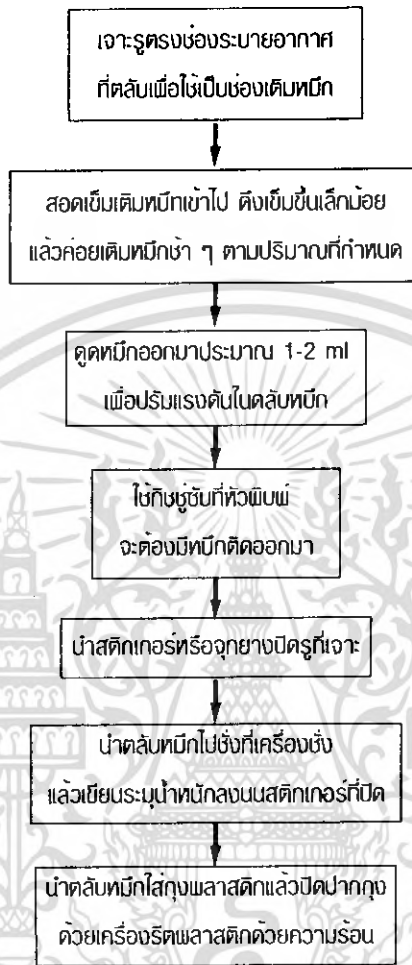 เจาะรูตรงช่องระบายอากาศ
ที่ตลับเพื่อใช้เป็นช่องเติมหมึก
สอดเข็มเติมหมึกเข้าไป ดึงเข็มขึ้นเล็กน้อย
แล้วค่อยเติมหมึกช้า ๆ ตามปริมาณที่กำหนด
ดูดหมึกออกมาประมาณ 1-2 ml
เพื่อปรับแรงดันในตลับหมึก
ใช้ทิชชู่ซับที่หัวพิมพ์
จะต้องมีหมึกติดออกมา
นำสติกเกอร์หรือจุกยางปิดรูที่เจาะ
นำตลับหมึกไปชั่งที่เครื่องชั่ง
แล้วเขียนระบุน้ำหนักลงบนสติกเกอร์ที่ปิด
นำตลับหมึกใส่ถุงพลาสติกแล้วปิดปากถุง
ด้วยเครื่องรีดพลาสติกด้วยความร้อน